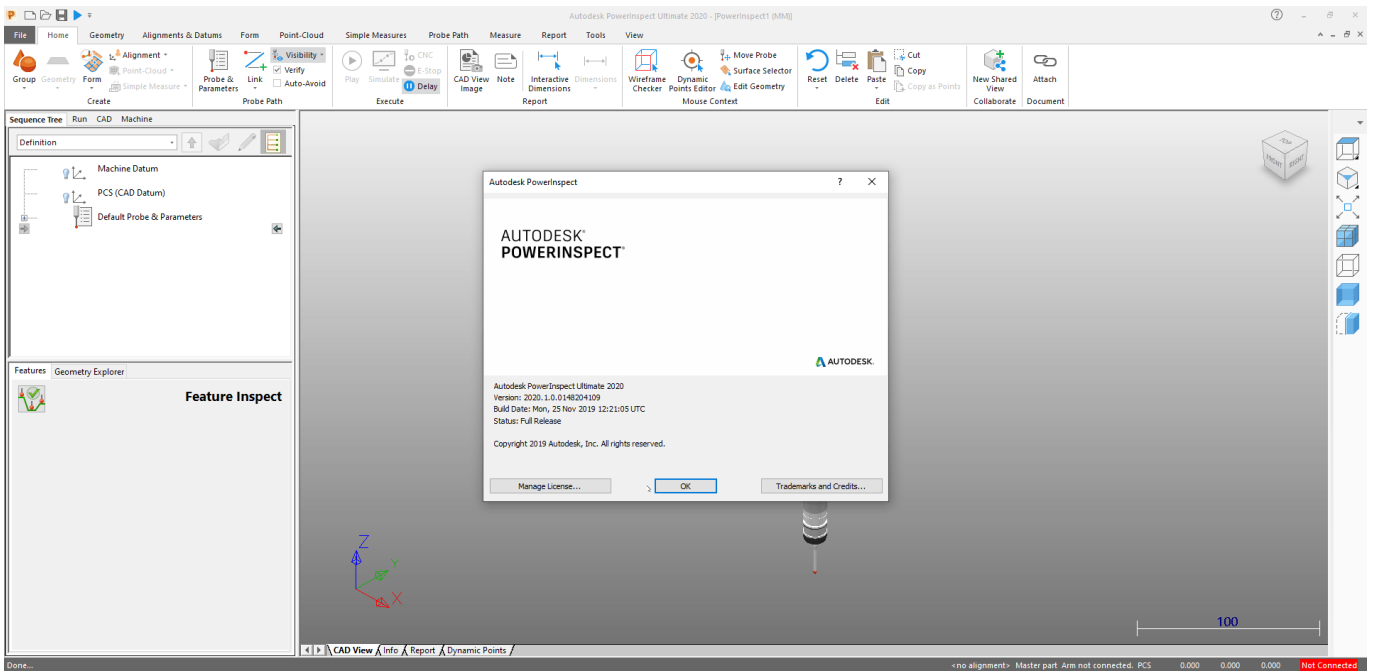 Autodesk PowerInspect Ultimate 2020 - [PowerInspect1 (MM)]
File Home Geometry Alignments & Datums Form Point-Cloud Simple Measures Probe Path Measure Report Tools View
Group Geometry Form Alignment Point-Cloud Simple Measure
Create
Probe & Parameters Link Visibility Verify Auto-Avoid
Probe Path
Play Simulate CNC E-Stop Delay
Execute
CAD View Image Note Interactive Dimensions Dimensions
Report
Wireframe Checker Dynamic Points Editor Move Probe Surface Selector Edit Geometry
Mouse Context
Reset Delete Paste Cut Copy Copy as Points
Edit
New Shared View
Collaborate
Attach
Document
Sequence Tree Run CAD Machine
Definition
Machine Datum
PCS (CAD Datum)
Default Probe & Parameters
Features Geometry Explorer
Feature Inspect
TOP
FRONT RIGHT
Autodesk PowerInspect ? X
AUTODESK®
POWERINSPECT®
AUTODESK.
Autodesk PowerInspect Ultimate 2020
Version: 2020.1.0.0148204109
Build Date: Mon, 25 Nov 2019 12:21:05 UTC
Status: Full Release
Copyright 2019 Autodesk, Inc. All rights reserved.
Manage License... OK Trademarks and Credits...
Z
Y
X
100
CAD View Info Report Dynamic Points
Done... <no alignment> Master part Arm not connected. PCS 0.000 0.000 0.000 Not Connected